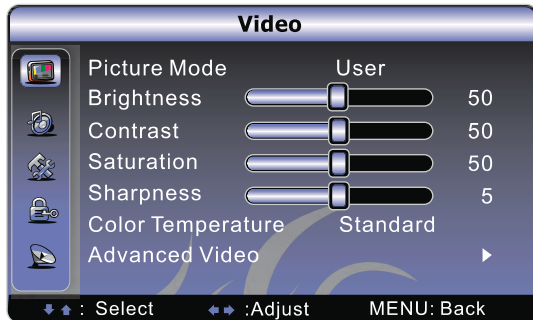 Video
Picture Mode User
Brightness 50
Contrast 50
Saturation 50
Sharpness 5
Color Temperature Standard
Advanced Video
: Select :Adjust MENU: Back